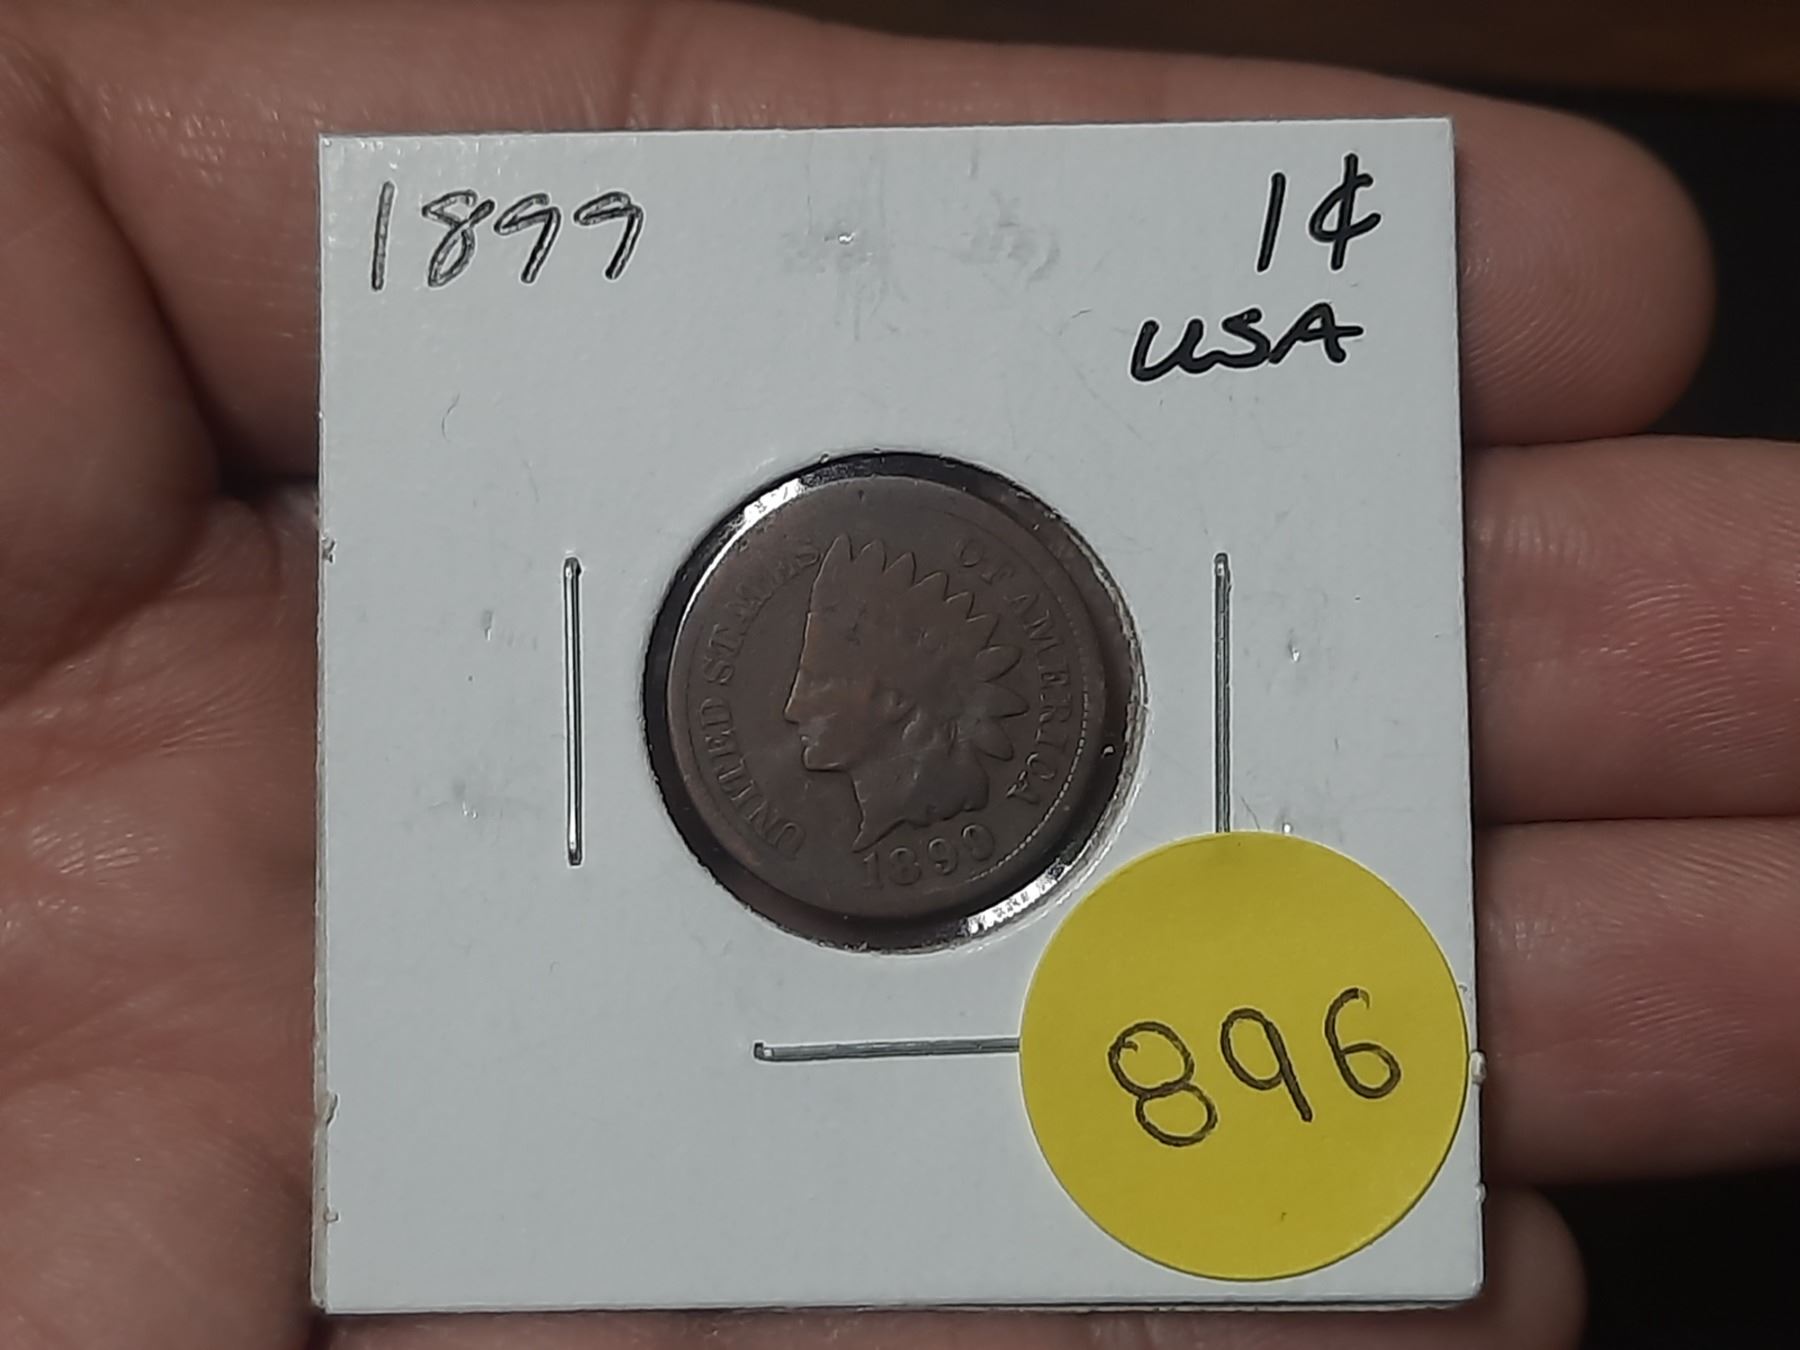 1899
1¢
USA
UNITED STATES OF AMERICA
1899
896